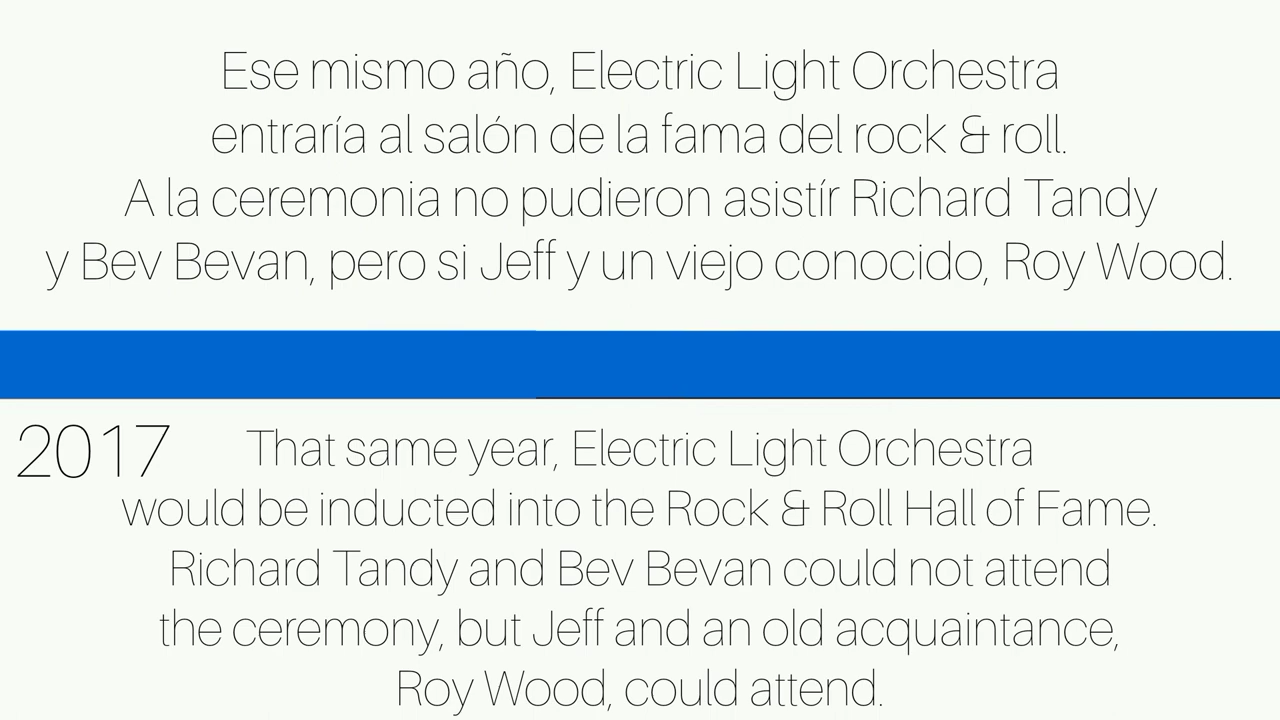 Ese mismo año, Electric Light Orchestra
entraría al salón de la fama del rock & roll.
A la ceremonia no pudieron asistír Richard Tandy
y Bev Bevan, pero si Jeff y un viejo conocido, Roy Wood.
2017
That same year, Electric Light Orchestra
would be inducted into the Rock & Roll Hall of Fame.
Richard Tandy and Bev Bevan could not attend
the ceremony, but Jeff and an old acquaintance,
Roy Wood, could attend.